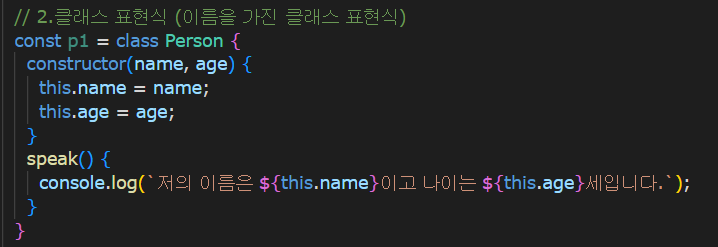 // 2.클래스 표현식 (이름을 가진 클래스 표현식)
const p1 = class Person {
  constructor(name, age) {
    this.name = name;
    this.age = age;
  }
  speak() {
    console.log(`저의 이름은 ${this.name}이고 나이는 ${this.age}세입니다.`);
  }
}